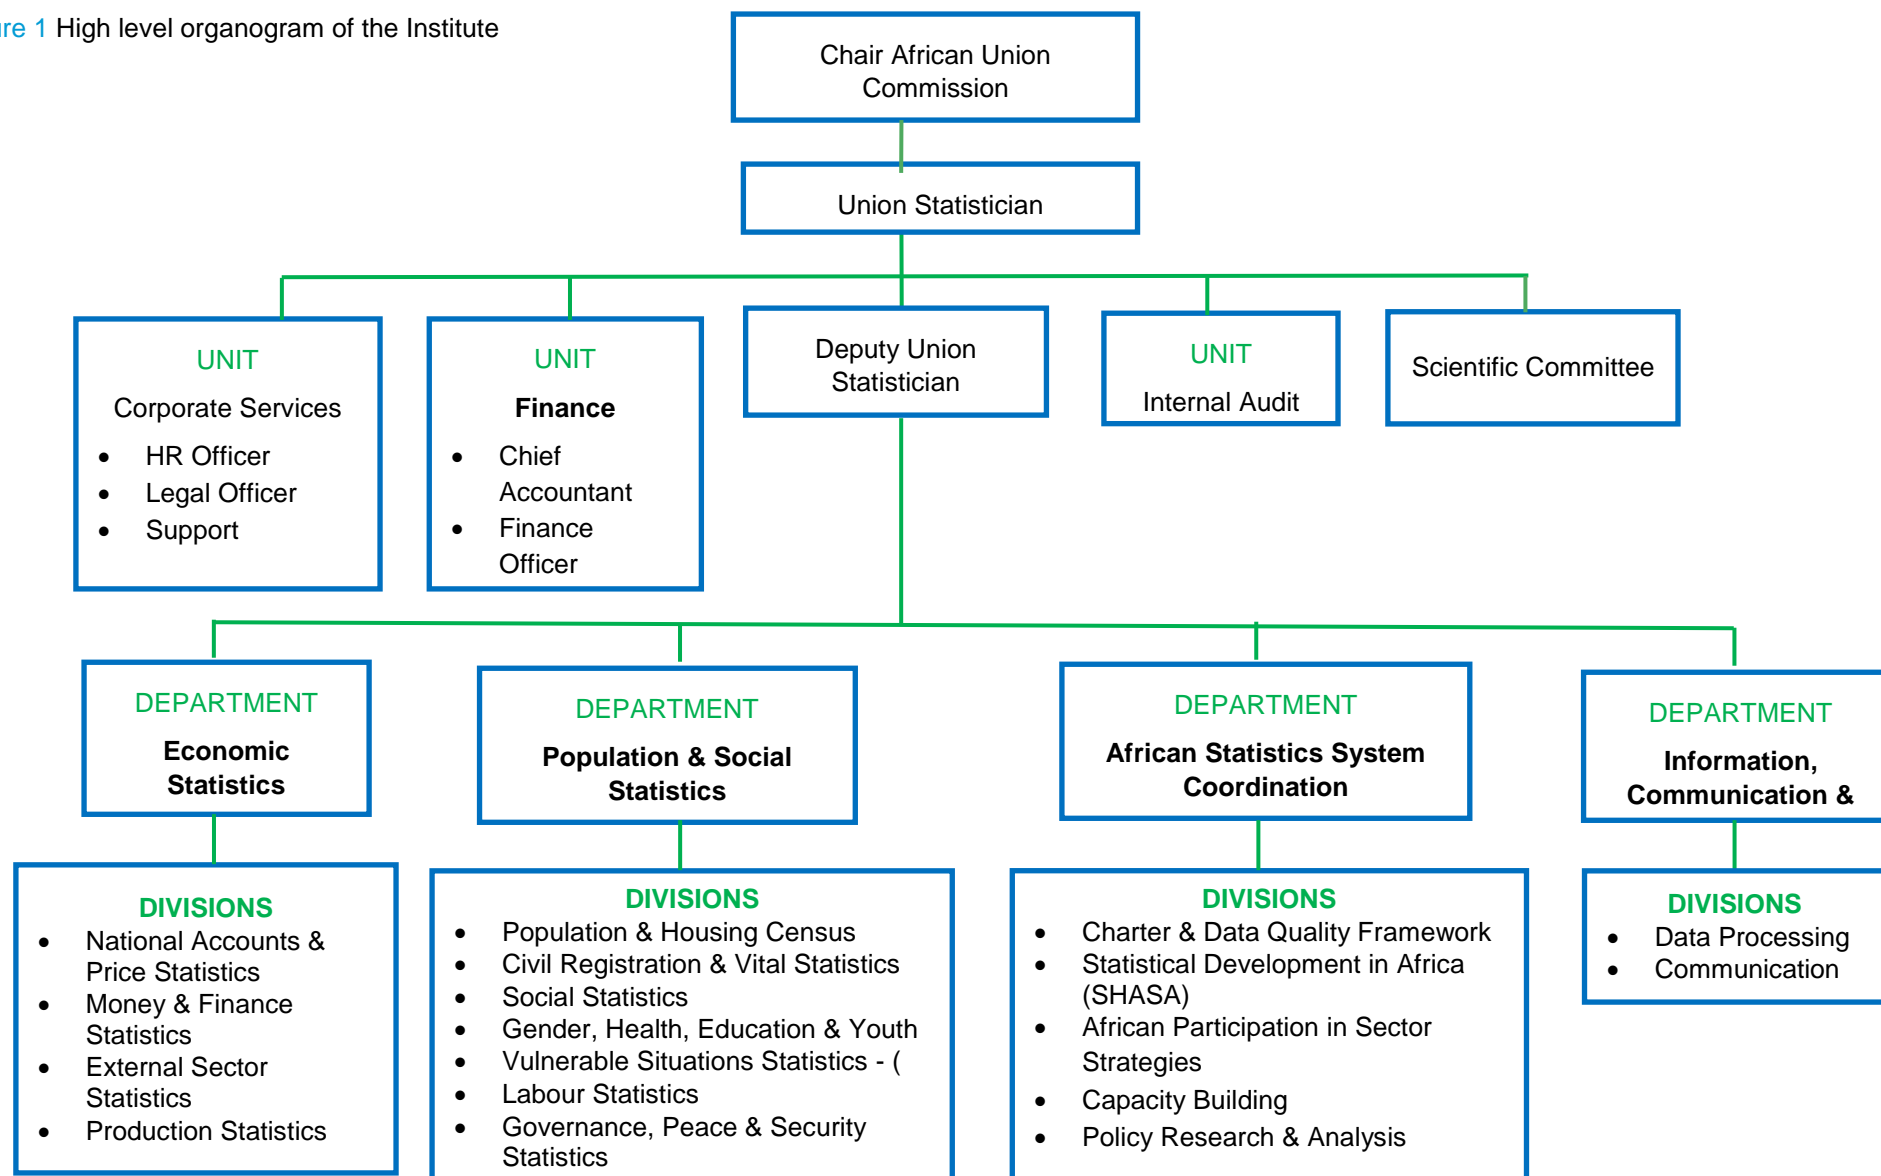 ure 1 High level organogram of the Institute
Chair African Union
Commission
Union Statistician
UNIT
Corporate Services
• HR Officer
• Legal Officer
• Support
UNIT
Finance
• Chief
Accountant
• Finance
Officer
Deputy Union
Statistician
UNIT
Internal Audit
Scientific Committee
DEPARTMENT
Economic
Statistics
DEPARTMENT
Population & Social
Statistics
DEPARTMENT
African Statistics System
Coordination
DEPARTMENT
Information,
Communication &
DIVISIONS
• National Accounts &
Price Statistics
• Money & Finance
Statistics
• External Sector
Statistics
• Production Statistics
DIVISIONS
• Population & Housing Census
• Civil Registration & Vital Statistics
• Social Statistics
• Gender, Health, Education & Youth
• Vulnerable Situations Statistics - (
• Labour Statistics
• Governance, Peace & Security
Statistics
DIVISIONS
• Charter & Data Quality Framework
• Statistical Development in Africa
(SHASA)
• African Participation in Sector
Strategies
• Capacity Building
• Policy Research & Analysis
DIVISIONS
• Data Processing
• Communication